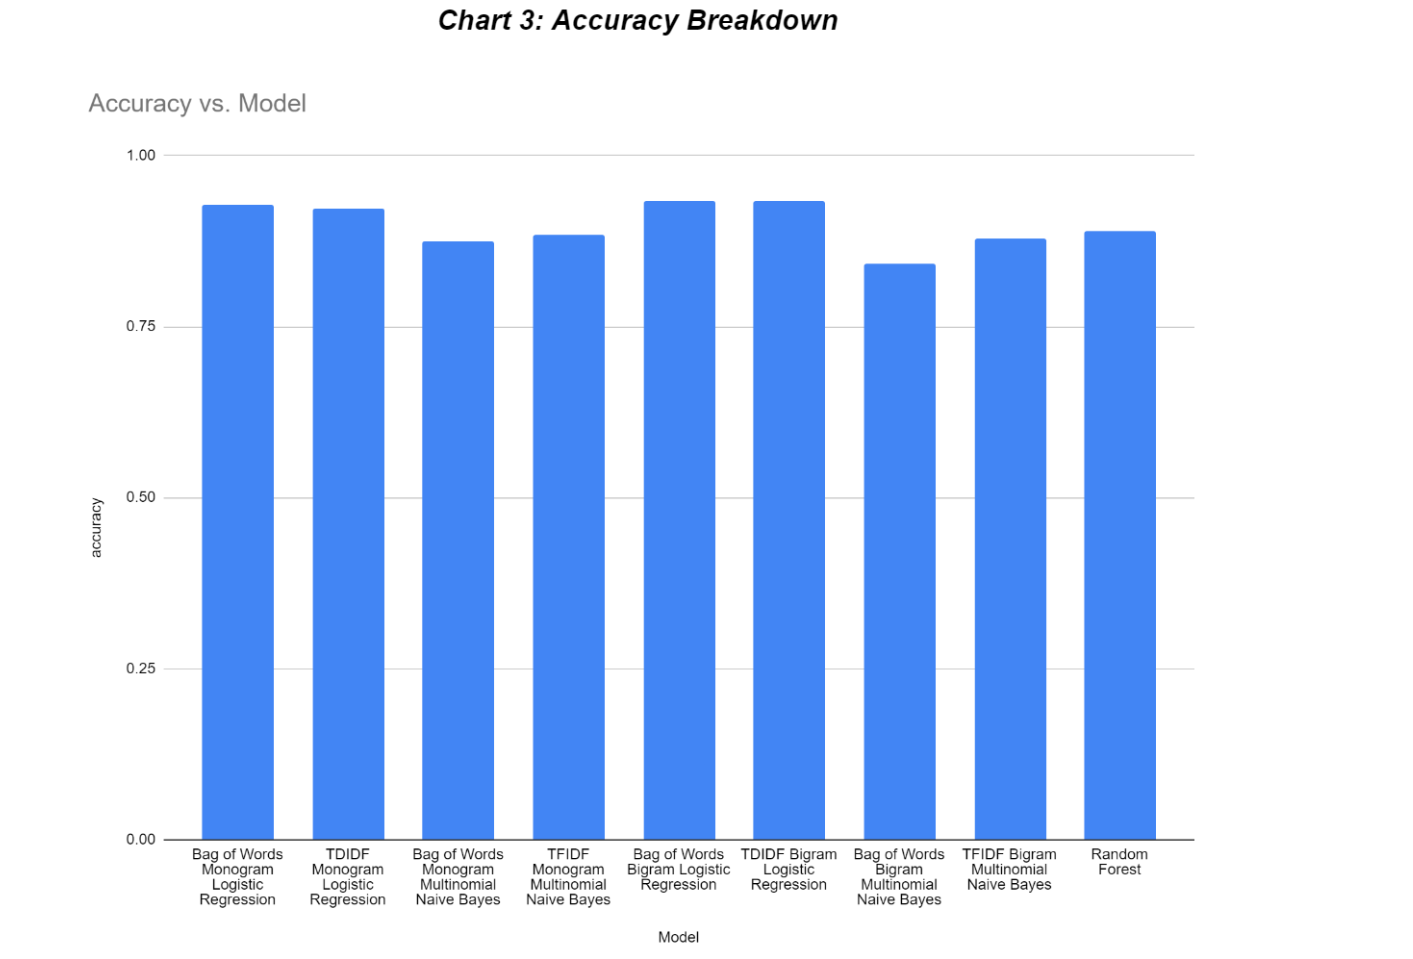 Chart 3: Accuracy Breakdown
Accuracy vs. Model
1.00
0.75
0.50
0.25
0.00
accuracy
Bag of Words
Monogram
Logistic
Regression
TDIDF
Monogram
Logistic
Regression
Bag of Words
Monogram
Multinomial
Naive Bayes
TFIDF
Monogram
Multinomial
Naive Bayes
Bag of Words
Bigram Logistic
Regression
TDIDF Bigram
Logistic
Regression
Bag of Words
Bigram
Multinomial
Naive Bayes
TFIDF Bigram
Multinomial
Naive Bayes
Random
Forest
Model